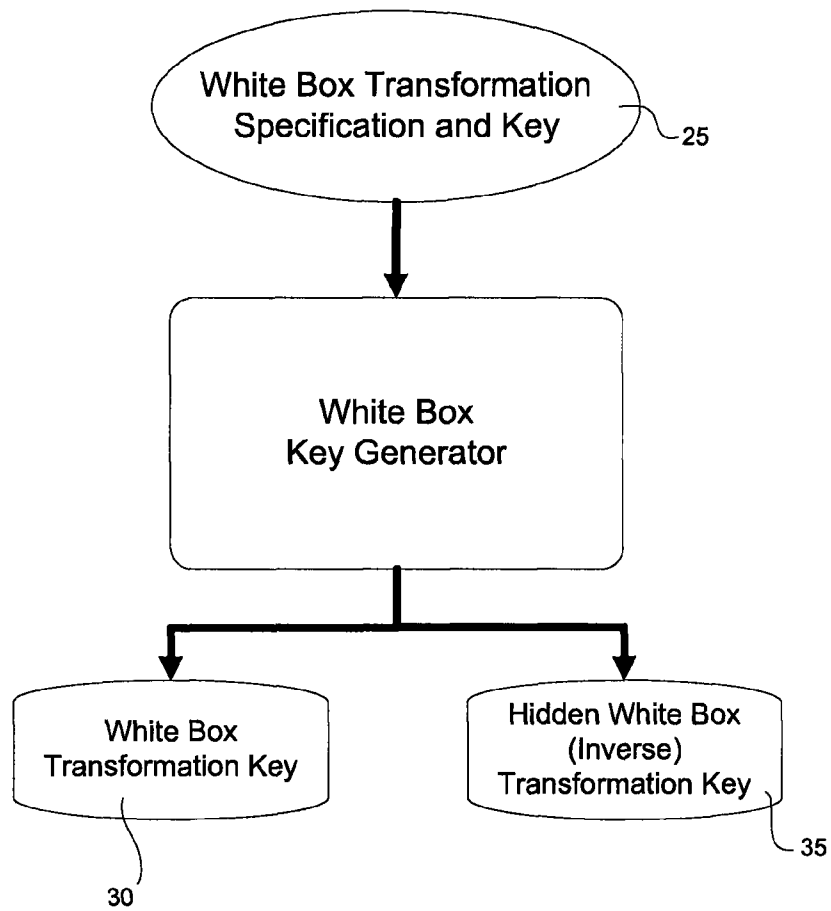 White Box Transformation
Specification and Key
25
White Box
Key Generator
White Box
Transformation Key
30
Hidden White Box
(Inverse)
Transformation Key
35